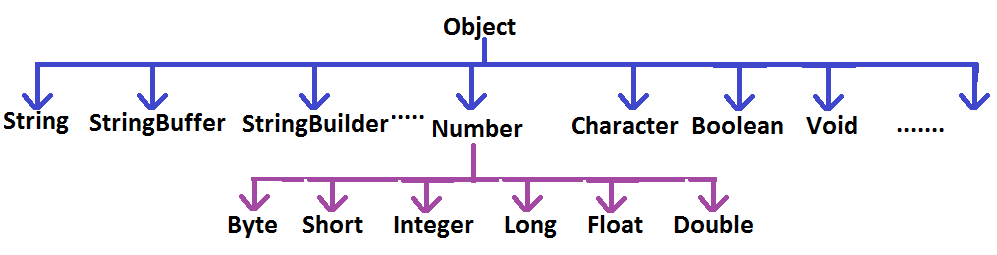 Object
String StringBuffer StringBuilder ····· Number Character Boolean Void .......
Byte Short Integer Long Float Double